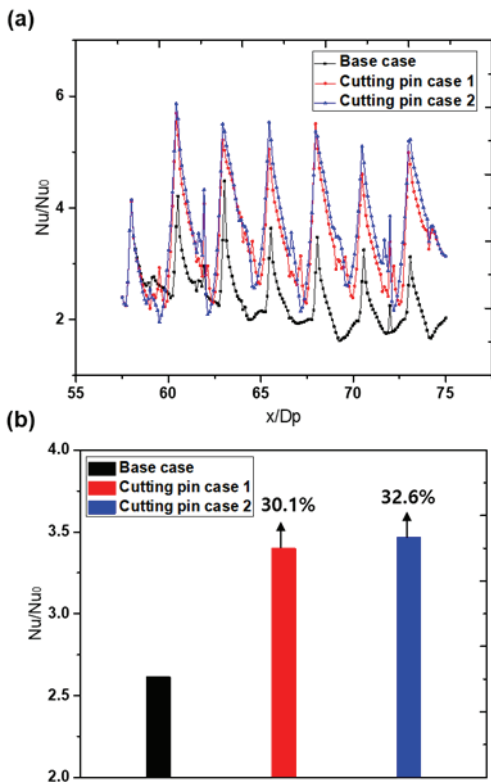 (a)
Nu/Nu0
6
4
2
Base case
Cutting pin case 1
Cutting pin case 2
55
60
65
70
75
x/Dp
(b)
Nu/Nu0
4.0
3.5
3.0
2.5
2.0
Base case
Cutting pin case 1
Cutting pin case 2
30.1%
32.6%